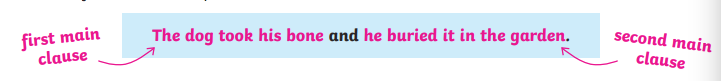 first main
clause
The dog took his bone and he buried it in the garden.
second main
clause